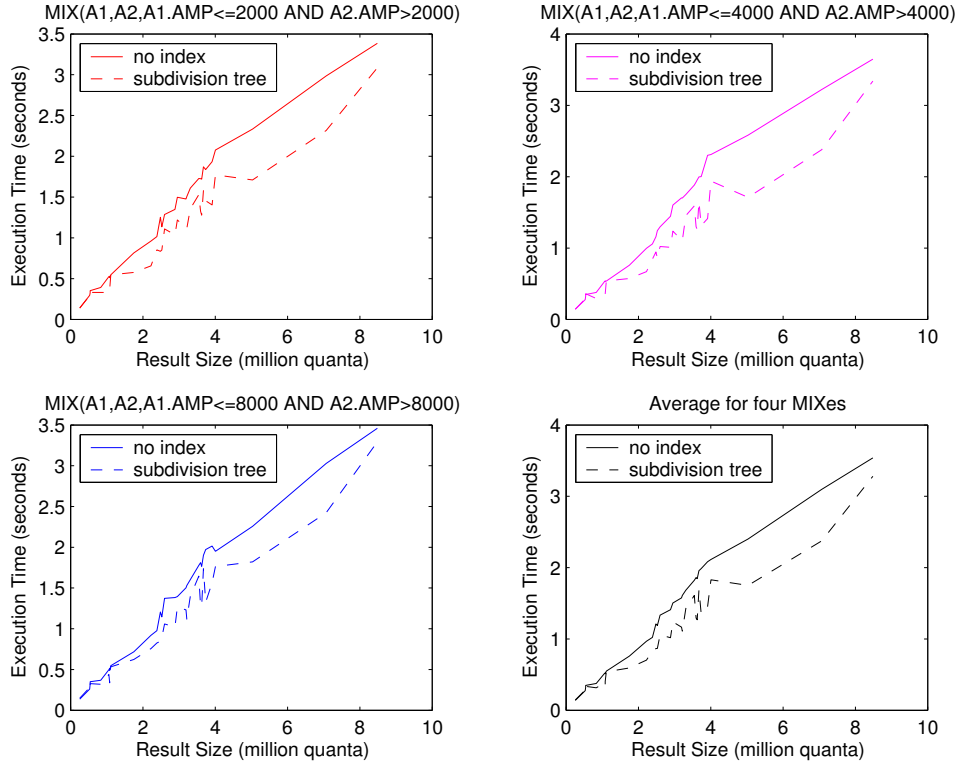 MIX(A1,A2,A1.AMP<=2000 AND A2.AMP>2000)
3.5
3
2.5
2
1.5
1
0.5
0
Execution Time (seconds)
no index
subdivision tree
0 2 4 6 8 10
Result Size (million quanta)
MIX(A1,A2,A1.AMP<=4000 AND A2.AMP>4000)
4
3
2
1
0
Execution Time (seconds)
no index
subdivision tree
0 2 4 6 8 10
Result Size (million quanta)
MIX(A1,A2,A1.AMP<=8000 AND A2.AMP>8000)
3.5
3
2.5
2
1.5
1
0.5
0
Execution Time (seconds)
no index
subdivision tree
0 2 4 6 8 10
Result Size (million quanta)
Average for four MIXes
4
3
2
1
0
Execution Time (seconds)
no index
subdivision tree
0 2 4 6 8 10
Result Size (million quanta)